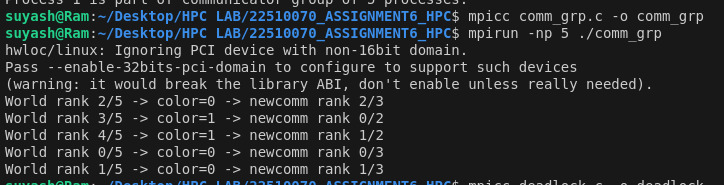 Process 1 is part of communicator group of 5 processes.
suyash@Ram:~/Desktop/HPC LAB/22510070_ASSIGNMENT6_HPC$ mpicc comm_grp.c -o comm_grp
suyash@Ram:~/Desktop/HPC LAB/22510070_ASSIGNMENT6_HPC$ mpirun -np 5 ./comm_grp
hwloc/linux: Ignoring PCI device with non-16bit domain.
Pass --enable-32bits-pci-domain to configure to support such devices
(warning: it would break the library ABI, don't enable unless really needed).
World rank 2/5 -> color=0 -> newcomm rank 2/3
World rank 3/5 -> color=1 -> newcomm rank 0/2
World rank 4/5 -> color=1 -> newcomm rank 1/2
World rank 0/5 -> color=0 -> newcomm rank 0/3
World rank 1/5 -> color=0 -> newcomm rank 1/3
suyash@Ram:~/Desktop/HPC LAB/22510070_ASSIGNMENT6_HPC$ mpicc deadlock.c -o deadlock